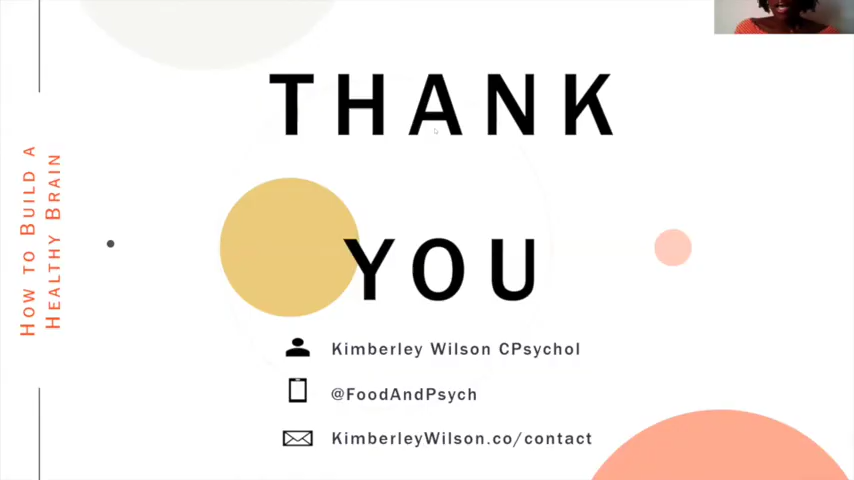 How to Build a
Healthy Brain
THANK
YOU
Kimberley Wilson CPsychol
@FoodAndPsych
KimberleyWilson.co/contact